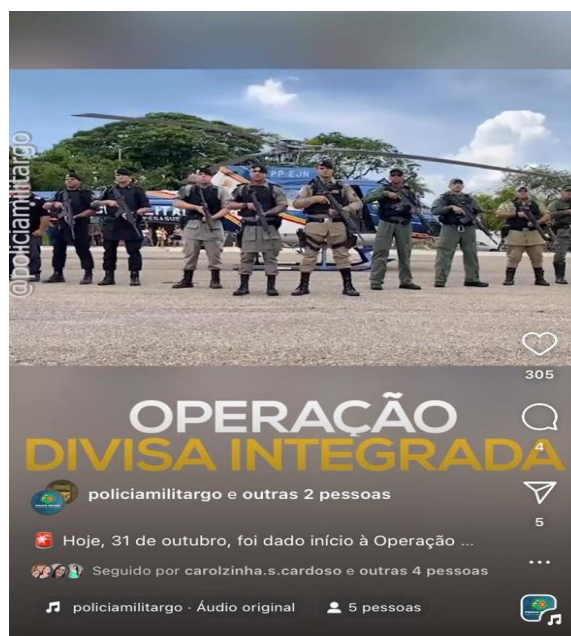 @policiamilitargo
PP-EJN
OPERAÇÃO
DIVISA INTEGRADA
305
4
5
policiamilitargo e outras 2 pessoas
🚨 Hoje, 31 de outubro, foi dado início à Operação ...
Seguido por carolzinha.s.cardoso e outras 4 pessoas
policiamilitargo · Áudio original
5 pessoas